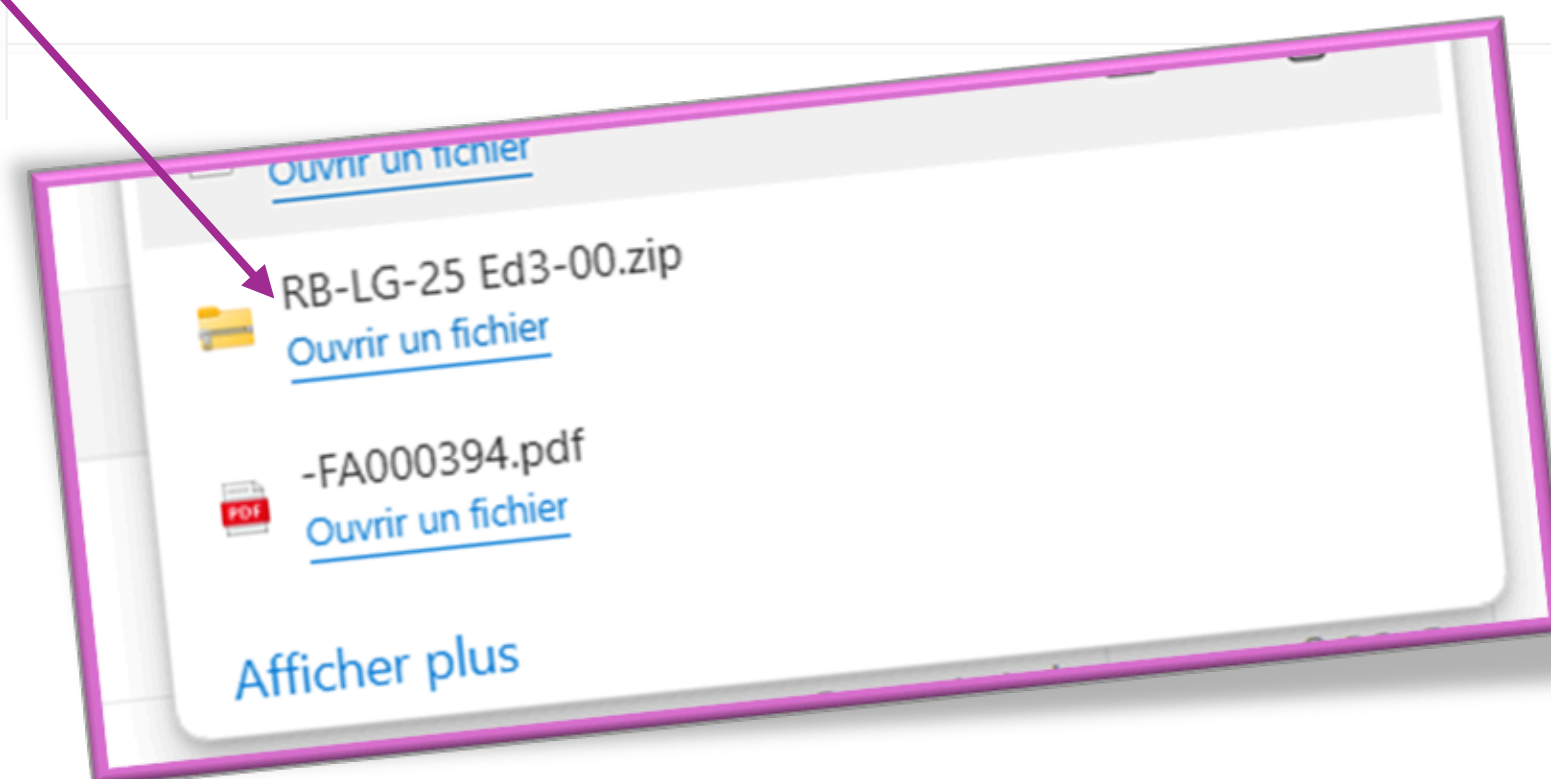 Ouvrir un fichier
RB-LG-25 Ed3-00.zip
Ouvrir un fichier
-FA000394.pdf
PDF
Ouvrir un fichier
Afficher plus